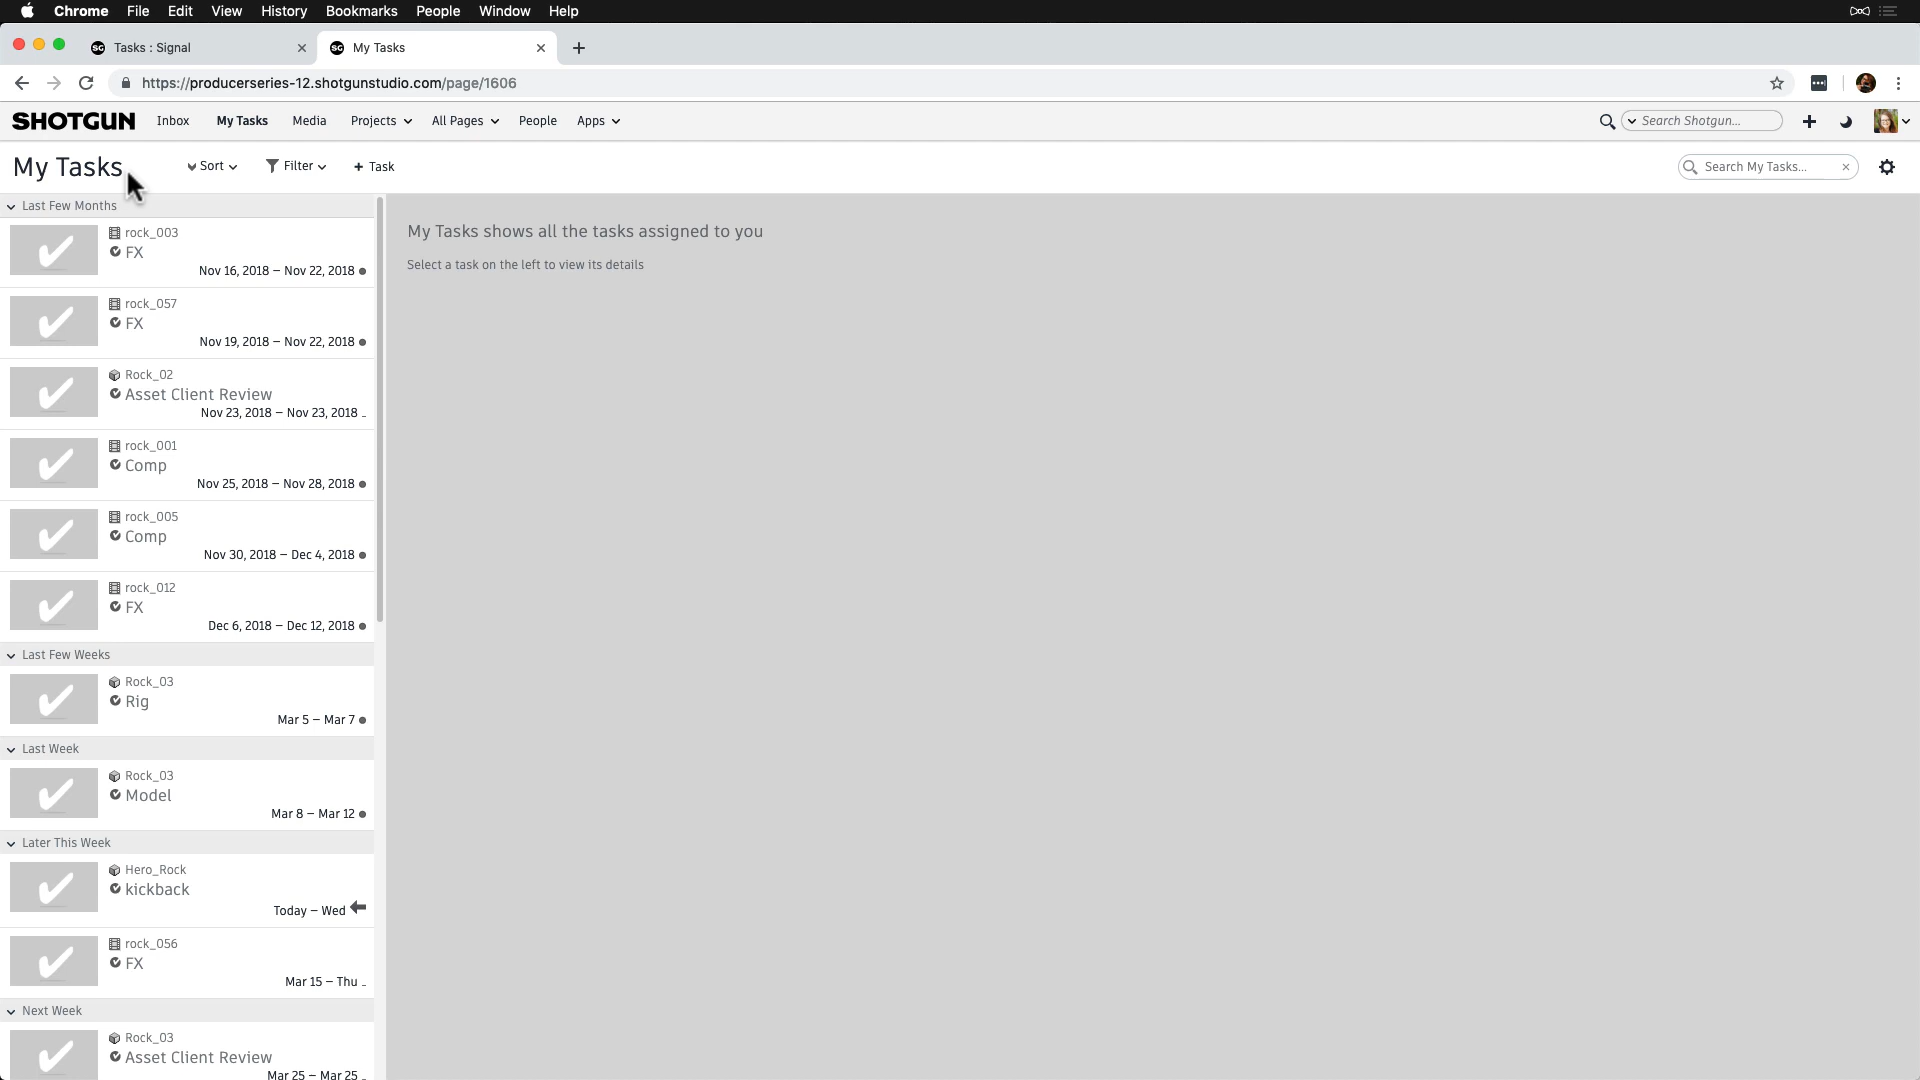 Chrome File Edit View History Bookmarks People Window Help
Tasks : Signal My Tasks
https://producerseries-12.shotgunstudio.com/page/1606
SHOTGUN Inbox My Tasks Media Projects All Pages People Apps Search Shotgun...
My Tasks Sort Filter + Task Search My Tasks...
Last Few Months
rock_003
FX
Nov 16, 2018 – Nov 22, 2018
rock_057
FX
Nov 19, 2018 – Nov 22, 2018
Rock_02
Asset Client Review
Nov 23, 2018 – Nov 23, 2018
rock_001
Comp
Nov 25, 2018 – Nov 28, 2018
rock_005
Comp
Nov 30, 2018 – Dec 4, 2018
rock_012
FX
Dec 6, 2018 – Dec 12, 2018
Last Few Weeks
Rock_03
Rig
Mar 5 – Mar 7
Last Week
Rock_03
Model
Mar 8 – Mar 12
Later This Week
Hero_Rock
kickback
Today – Wed
rock_056
FX
Mar 15 – Thu
Next Week
Rock_03
Asset Client Review
Mar 25 – Mar 25
My Tasks shows all the tasks assigned to you
Select a task on the left to view its details